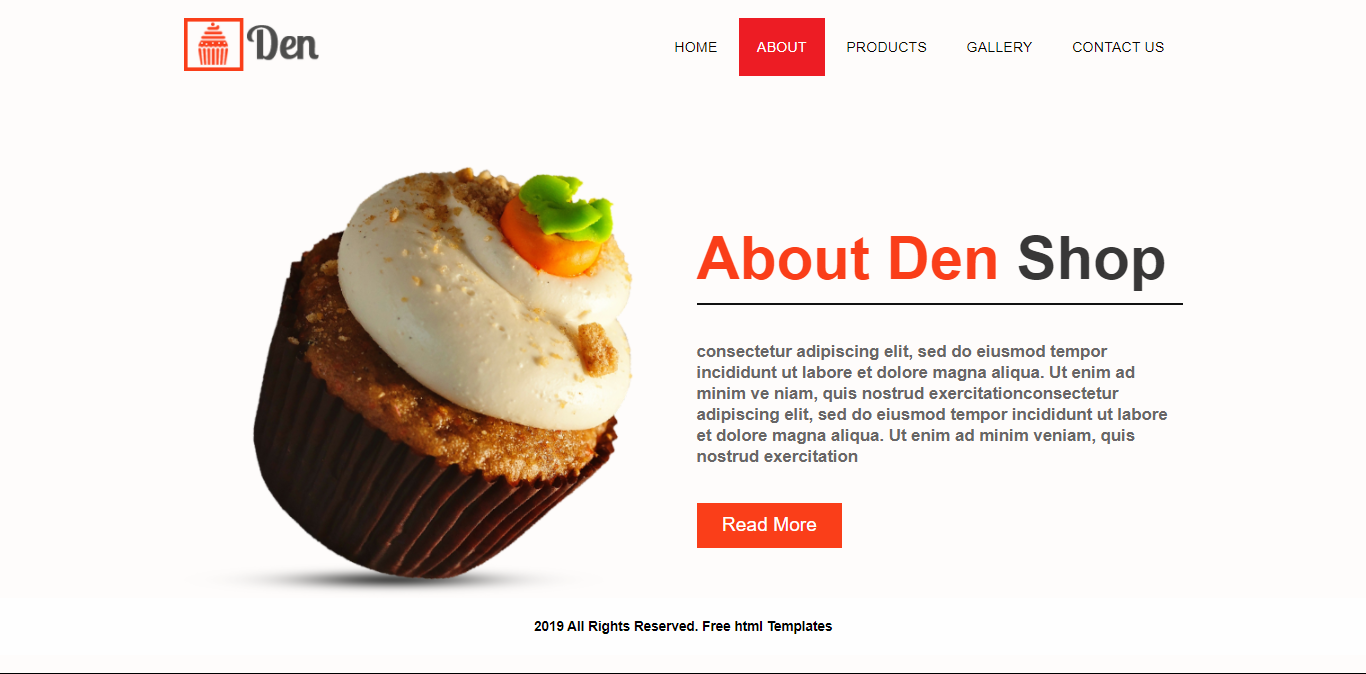 Den
HOME ABOUT PRODUCTS GALLERY CONTACT US
About Den Shop
consectetur adipiscing elit, sed do eiusmod tempor
incididunt ut labore et dolore magna aliqua. Ut enim ad
minim ve niam, quis nostrud exercitationconsectetur
adipiscing elit, sed do eiusmod tempor incididunt ut labore
et dolore magna aliqua. Ut enim ad minim veniam, quis
nostrud exercitation
Read More
2019 All Rights Reserved. Free html Templates